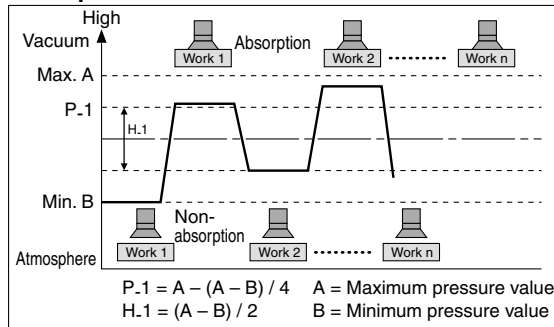 High
Vacuum
Work 1
Absorption
Work 2
Work n
Max. A
P_1
H_1
Min. B
Non-
absorption
Work 1
Work 2
Work n
Atmosphere
P_1 = A – (A – B) / 4 A = Maximum pressure value
H_1 = (A – B) / 2 B = Minimum pressure value